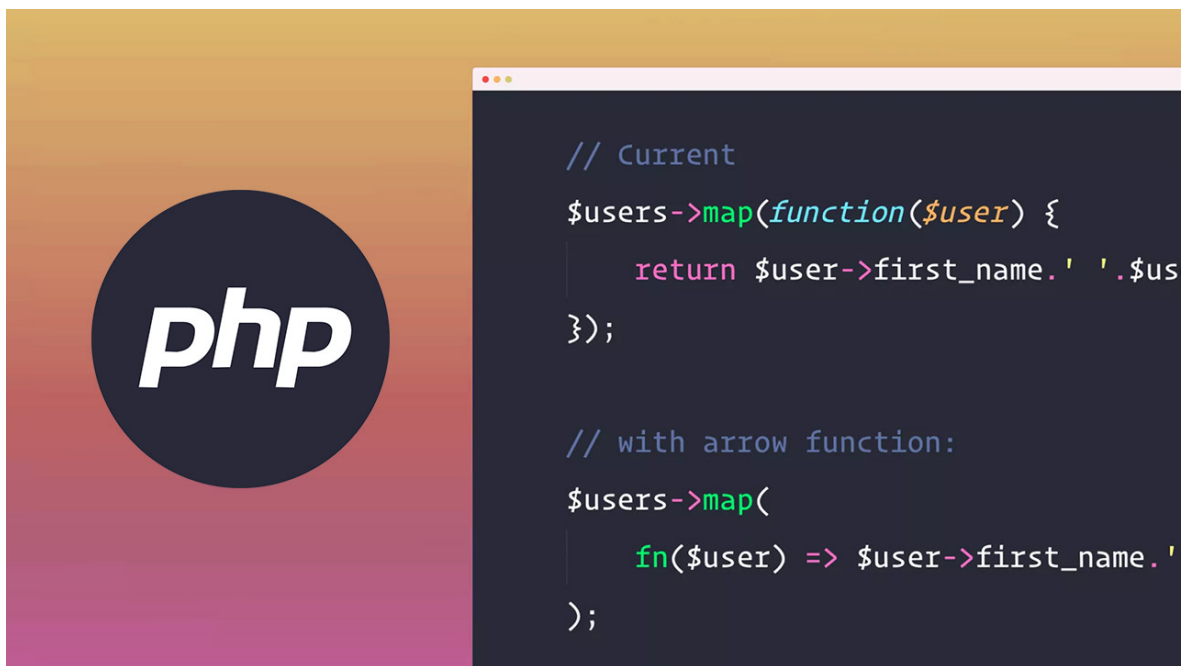 php
// Current
$users->map(function($user) {
return $user->first_name.' '.$us
});
// with arrow function:
$users->map(
fn($user) => $user->first_name.'
);